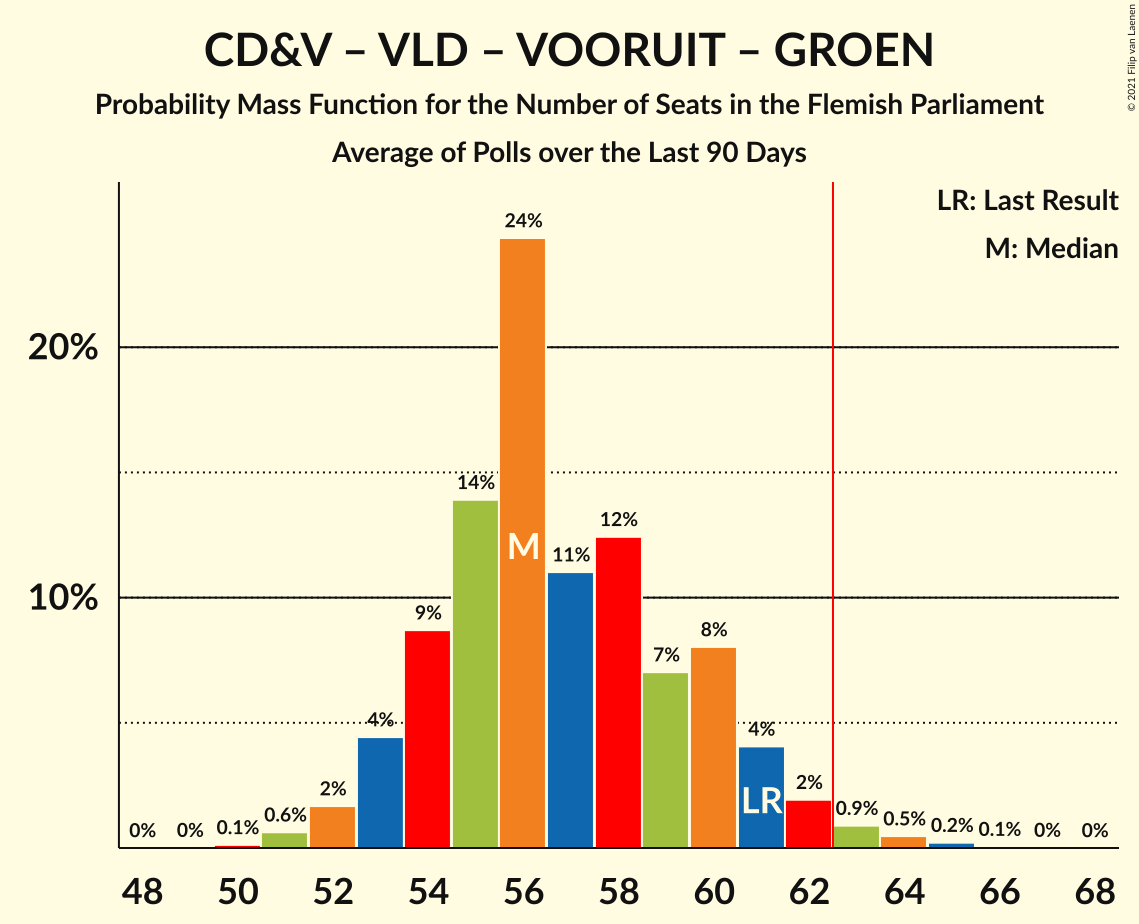 CD&V – VLD – VOORUIT – GROEN
Probability Mass Function for the Number of Seats in the Flemish Parliament
Average of Polls over the Last 90 Days
© 2021 Filip van Laenen
LR: Last Result
M: Median
20%
10%
0%
0%
0.1%
0.6%
2%
4%
9%
14%
24%
11%
12%
7%
8%
4%
2%
0.9%
0.5%
0.2%
0.1%
0%
0%
M
LR
48 50 52 54 56 58 60 62 64 66 68